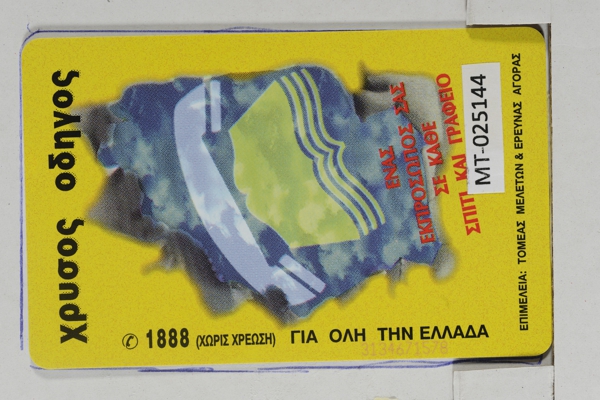 χρυσος οδηγος
ΕΝΑΣ
ΕΚΠΡΟΣΩΠΟΣ ΣΑΣ
ΣΕ ΚΑΘΕ
ΣΠΙΤΙ ΚΑΙ ΓΡΑΦΕΙΟ
MT-025144
ΕΠΙΜΕΛΕΙΑ: ΤΟΜΕΑΣ ΜΕΛΕΤΩΝ & ΕΡΕΥΝΑΣ ΑΓΟΡΑΣ
✆ 1888 (ΧΩΡΙΣ ΧΡΕΩΣΗ) ΓΙΑ ΟΛΗ ΤΗΝ ΕΛΛΑΔΑ